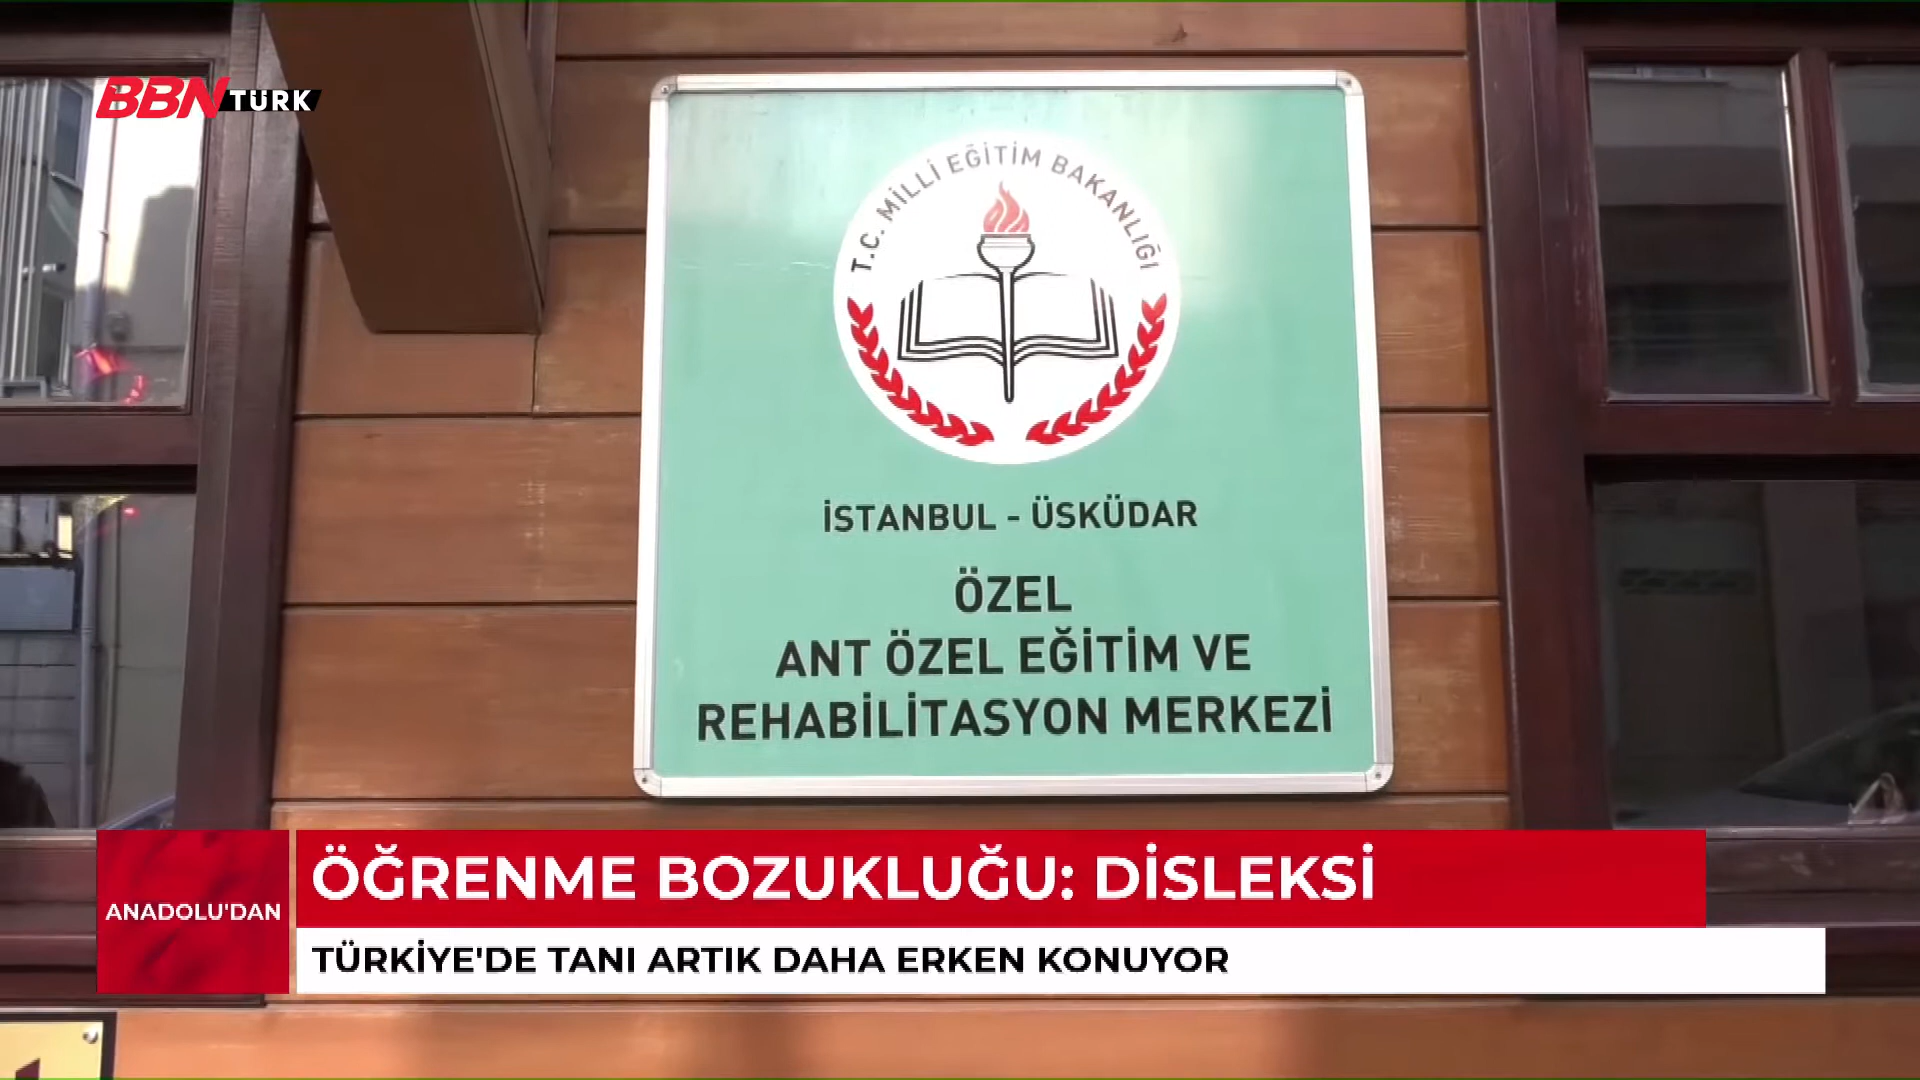 BBN TÜRK
T.C. MİLLİ EĞİTİM BAKANLIĞI
İSTANBUL - ÜSKÜDAR
ÖZEL
ANT ÖZEL EĞİTİM VE
REHABİLİTASYON MERKEZİ
ANADOLU'DAN
ÖĞRENME BOZUKLUĞU: DİSLEKSİ
TÜRKİYE'DE TANI ARTIK DAHA ERKEN KONUYOR